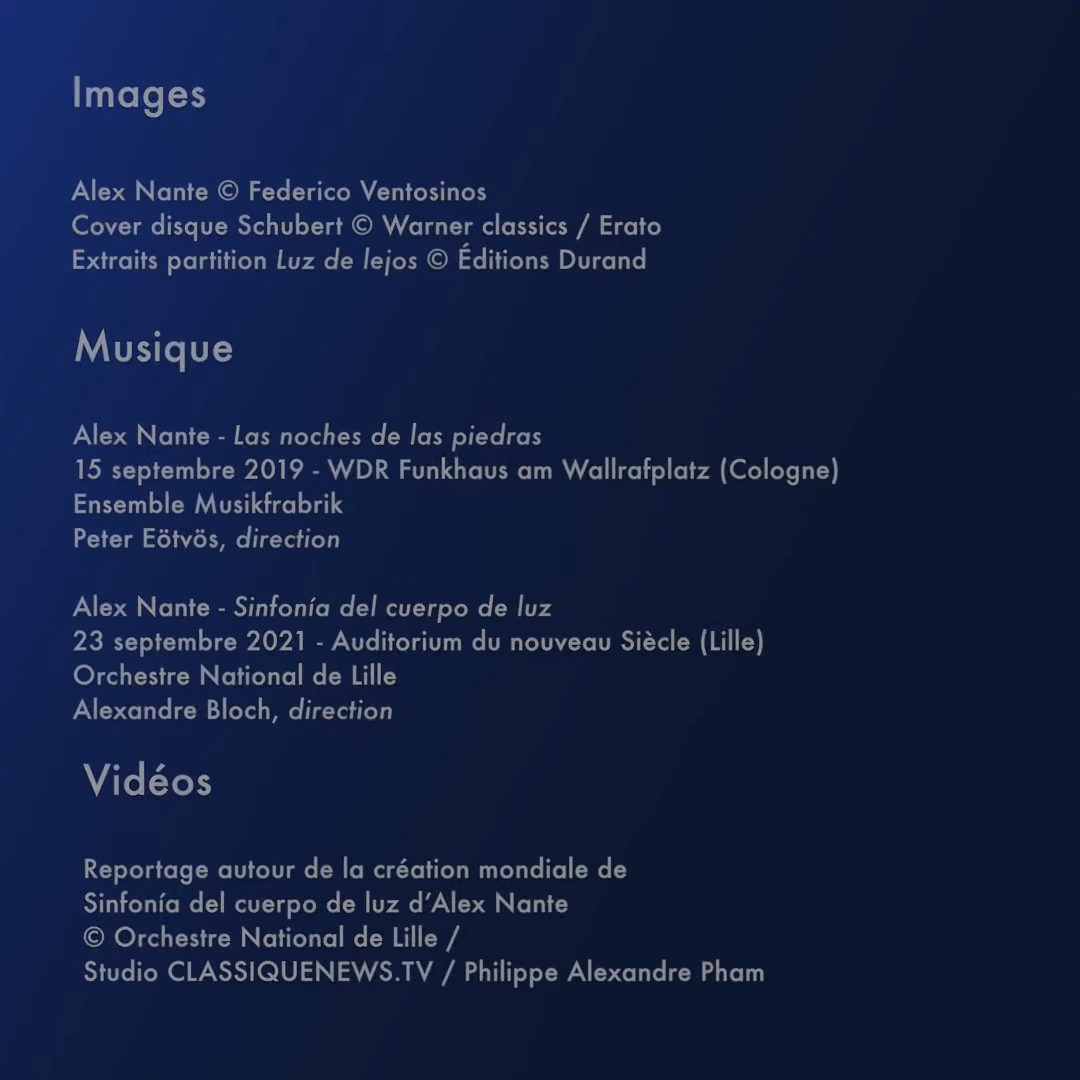 Images
Alex Nante © Federico Ventosinos
Cover disque Schubert © Warner classics / Erato
Extraits partition Luz de lejos © Éditions Durand
Musique
Alex Nante - Las noches de las piedras
15 septembre 2019 - WDR Funkhaus am Wallrafplatz (Cologne)
Ensemble Musikfrabrik
Peter Eötvös, direction
Alex Nante - Sinfonía del cuerpo de luz
23 septembre 2021 - Auditorium du nouveau Siècle (Lille)
Orchestre National de Lille
Alexandre Bloch, direction
Vidéos
Reportage autour de la création mondiale de
Sinfonía del cuerpo de luz d’Alex Nante
© Orchestre National de Lille /
Studio CLASSIQUENEWS.TV / Philippe Alexandre Pham